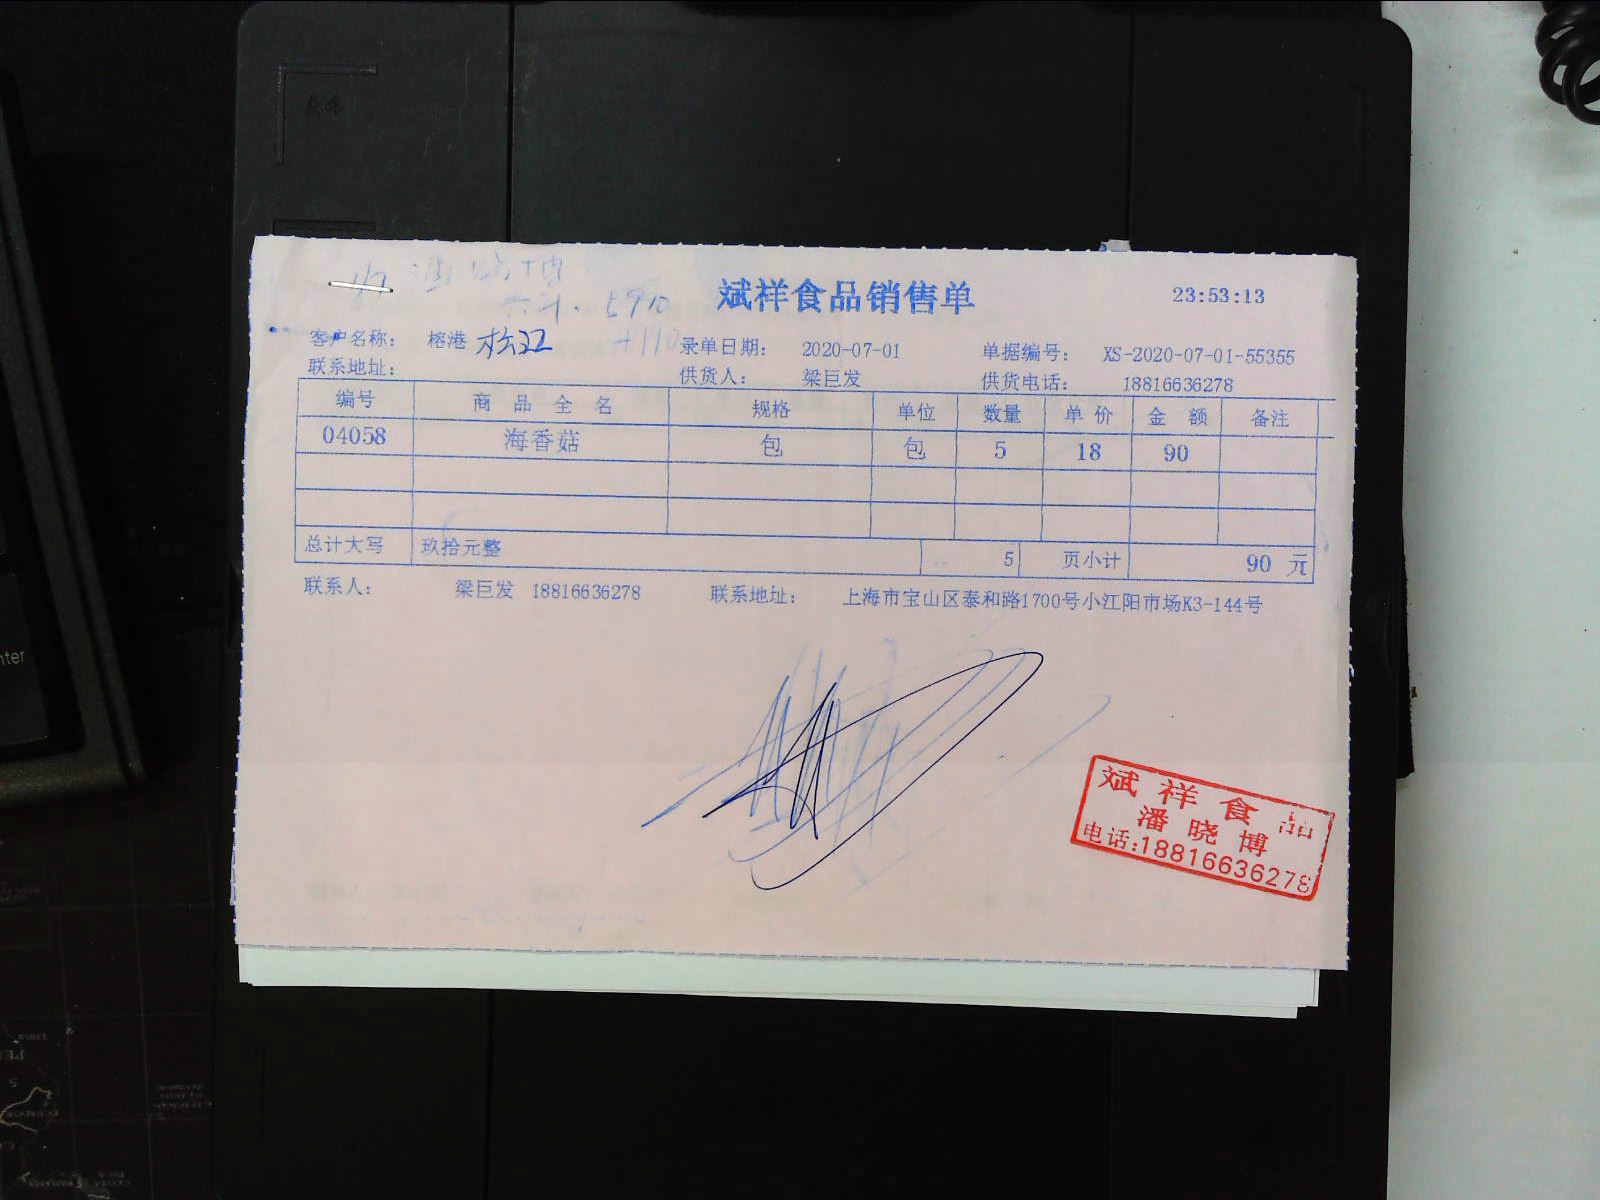 斌祥食品销售单 23:53:13
客户名称： 榕港 松江 录单日期： 2020-07-01 单据编号： XS-2020-07-01-55355
联系地址： 供货人： 梁巨发 供货电话： 18816636278
编号 商品全名 规格 单位 数量 单价 金额 备注
04058 海香菇 包 包 5 18 90
总计大写 玖拾元整 5 页小计 90 元
联系人： 梁巨发 18816636278 联系地址： 上海市宝山区泰和路1700号小江阳市场K3-144号
斌祥食品
潘晓博
电话:18816636278